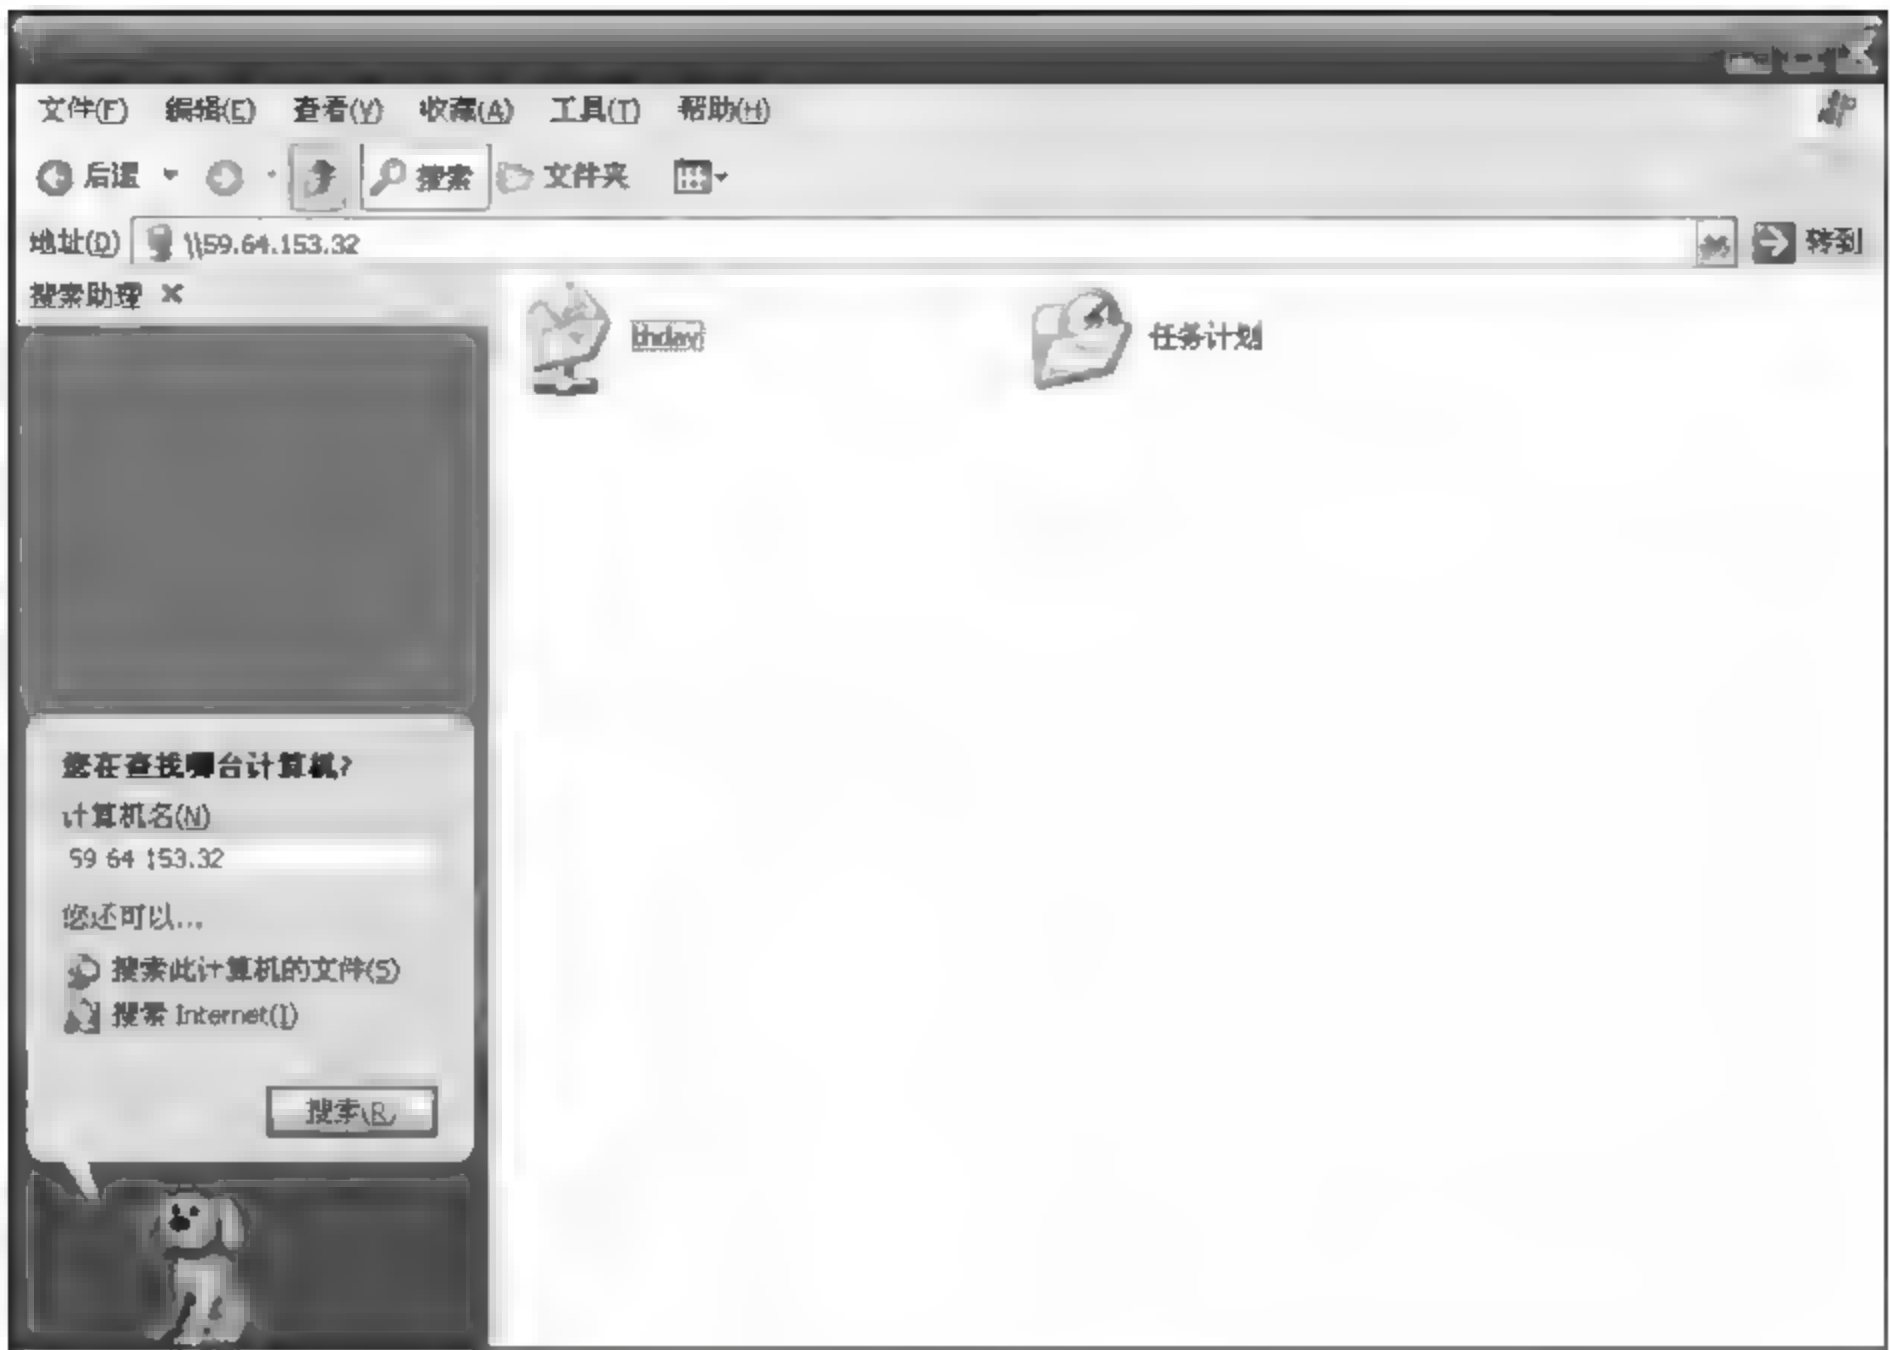 文件(F) 编辑(E) 查看(V) 收藏(A) 工具(T) 帮助(H)
后退 搜索 文件夹
地址(D) \\59.64.153.32 转到
搜索助理
thday 任务计划
您在查找哪台计算机?
计算机名(N)
59 64 153.32
您还可以...
搜索此计算机的文件(S)
搜索 Internet(I)
搜索(R)